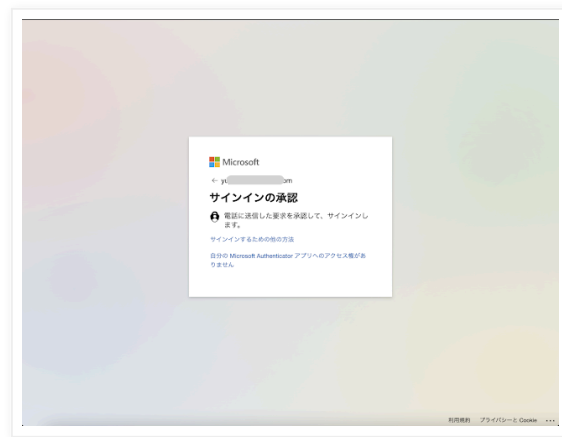 Microsoft
← yu om
サインインの承認
電話に送信した要求を承認して、サインインし
ます。
サインインするための他の方法
自分の Microsoft Authenticator アプリへのアクセス権があ
りません
利用規約 プライバシーと Cookie ...